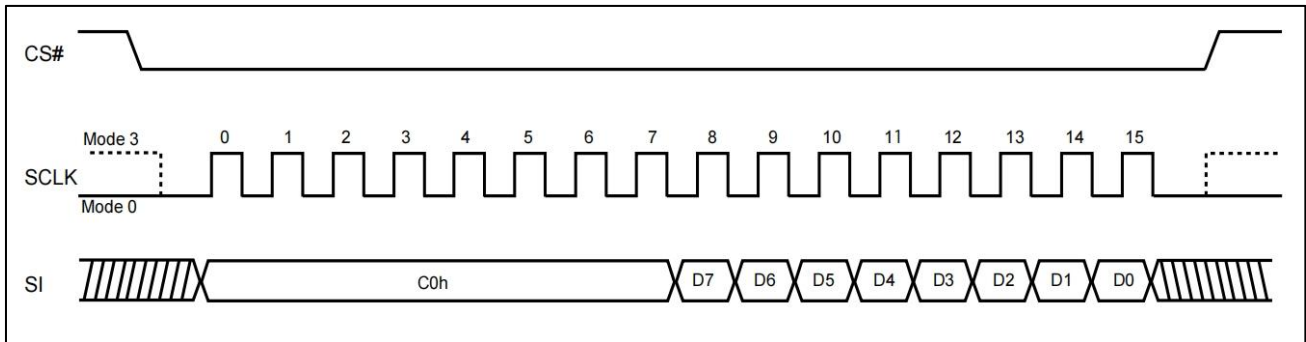 CS#
Mode 3
0 1 2 3 4 5 6 7 8 9 10 11 12 13 14 15
SCLK
Mode 0
SI C0h D7 D6 D5 D4 D3 D2 D1 D0